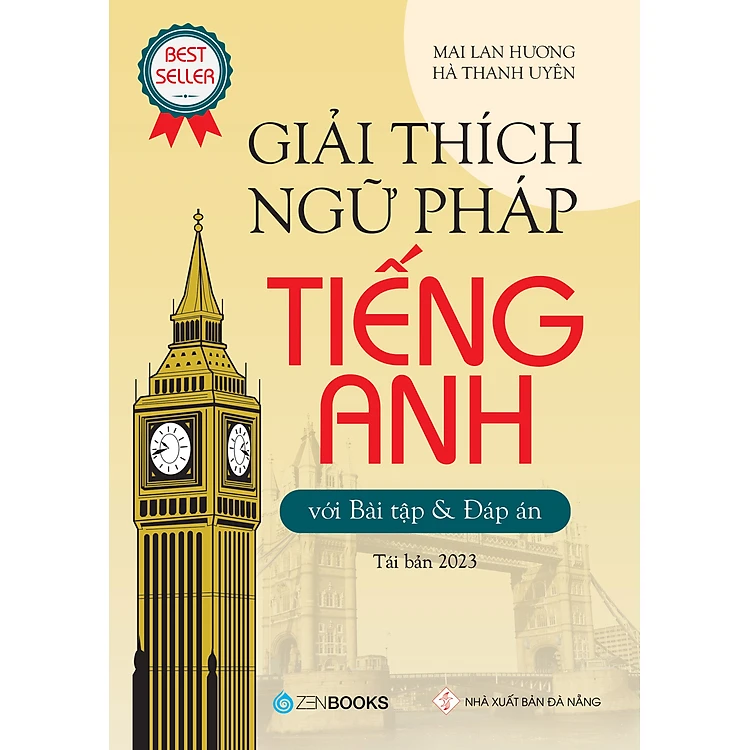 BEST
SELLER
MAI LAN HƯƠNG
HÀ THANH UYÊN
GIẢI THÍCH
NGỮ PHÁP
TIẾNG
ANH
với Bài tập & Đáp án
Tái bản 2023
ZENBOOKS
NHÀ XUẤT BẢN ĐÀ NẴNG